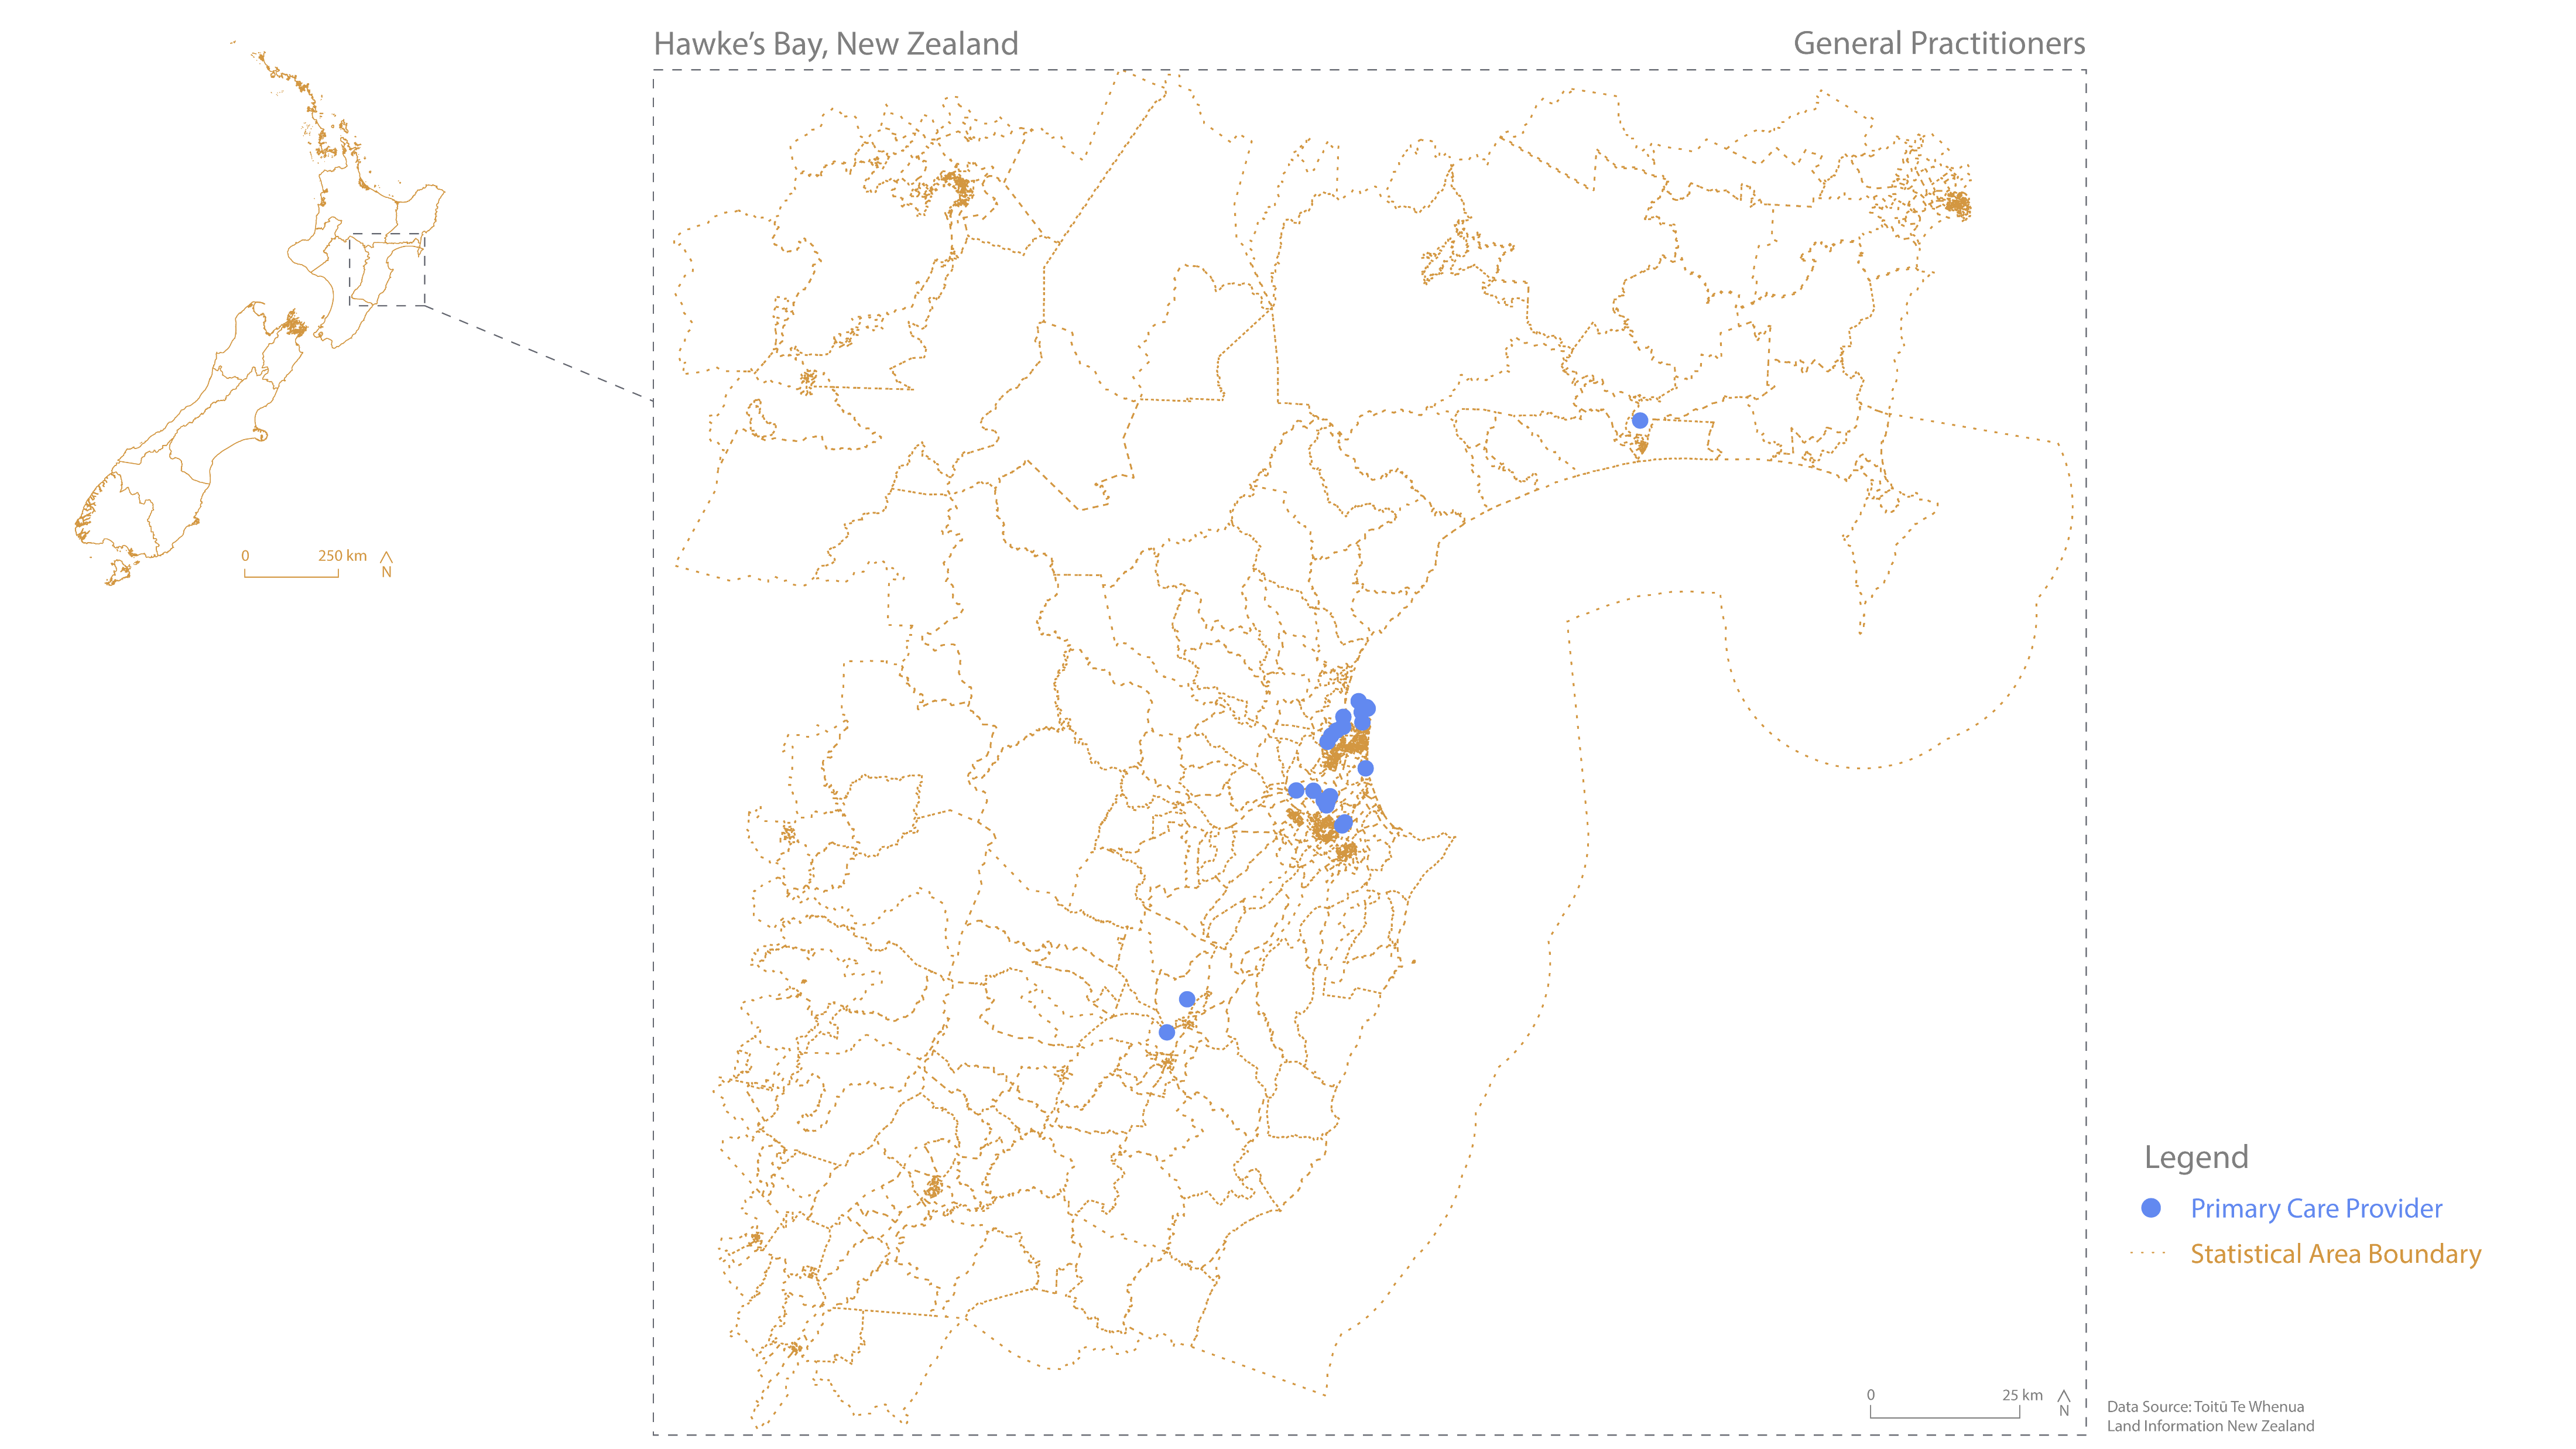 Hawke's Bay, New Zealand
General Practitioners
0 250 km
N
Legend
Primary Care Provider
Statistical Area Boundary
0 25 km
N
Data Source: Toitū Te Whenua
Land Information New Zealand